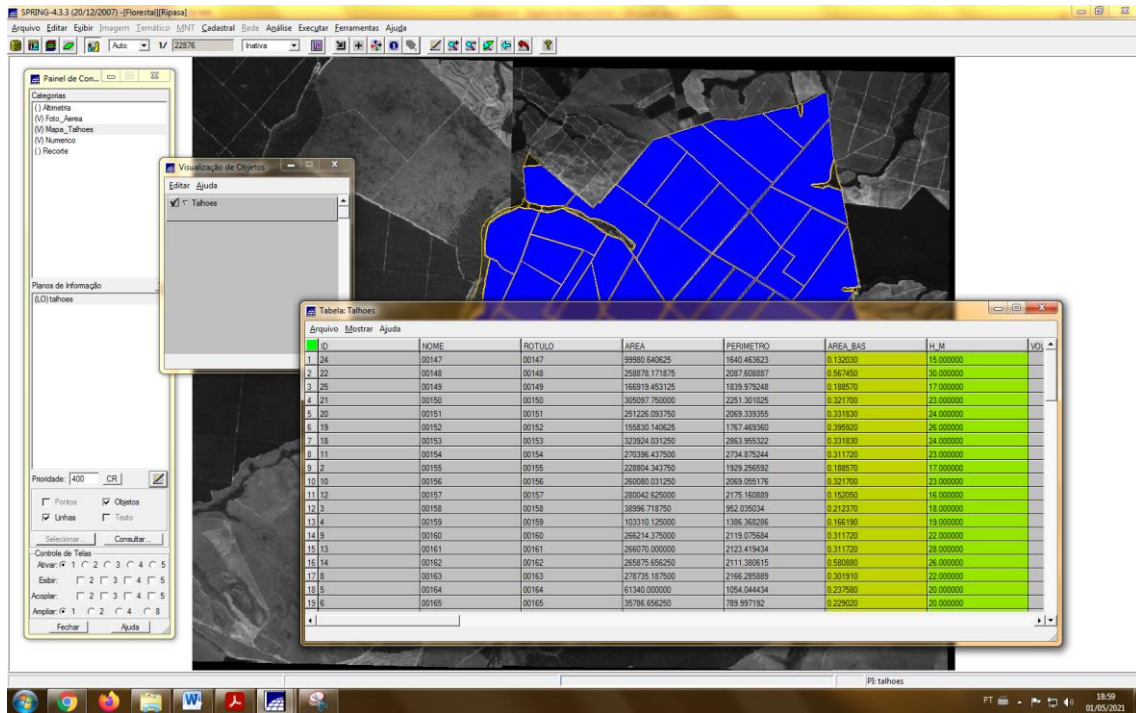 SPRING-4.3.3 (20/12/2007) -[Florestal][Ripasa]
Arquivo Editar Exibir Imagem Temático MNT Cadastral Rede Análise Executar Ferramentas Ajuda
Auto 1/ 22876 Inativa
Painel de Con...
Categorias
( ) Altimetria
(V) Foto_Aerea
(V) Mapa_Talhoes
(V) Numerico
( ) Recorte
Visualização de Objetos
Editar Ajuda
Talhoes
Planos de Informação
(LO) talhoes
Prioridade: 400 CR
Pontos Objetos
Linhas Texto
Selecionar... Consultar...
Controle de Telas
Ativar: 1 2 3 4 5
Exibir: 2 3 4 5
Acoplar: 2 3 4 5
Ampliar: 1 2 4 8
Fechar Ajuda
Tabela: Talhoes
Arquivo Mostrar Ajuda
ID NOME ROTULO AREA PERIMETRO AREA_BAS H_M VOL
1 24 00147 00147 99980.640625 1640.463623 0.132030 15.000000
2 22 00148 00148 258878.171875 2087.608887 0.567450 30.000000
3 25 00149 00149 166919.453125 1839.979248 0.188570 17.000000
4 21 00150 00150 305097.750000 2251.301025 0.321700 23.000000
5 20 00151 00151 251226.093750 2069.339355 0.331830 24.000000
6 19 00152 00152 155830.140625 1767.469360 0.395920 26.000000
7 18 00153 00153 323924.031250 2863.955322 0.331830 24.000000
8 11 00154 00154 270396.437500 2734.875244 0.311720 23.000000
9 2 00155 00155 228804.343750 1929.256592 0.188570 17.000000
10 10 00156 00156 260080.031250 2069.055176 0.321700 23.000000
11 12 00157 00157 280042.625000 2175.160889 0.152050 16.000000
12 3 00158 00158 38996.718750 952.035034 0.212370 18.000000
13 4 00159 00159 103310.125000 1386.368286 0.166190 19.000000
14 9 00160 00160 266214.375000 2119.075684 0.311720 22.000000
15 13 00161 00161 266070.000000 2123.419434 0.311720 28.000000
16 14 00162 00162 265875.656250 2111.380615 0.580880 26.000000
17 8 00163 00163 278735.187500 2166.285889 0.301910 22.000000
18 5 00164 00164 61340.000000 1054.044434 0.237580 20.000000
19 6 00165 00165 35786.656250 789.997192 0.229020 20.000000
PI: talhoes
PT 18:59
01/05/2021